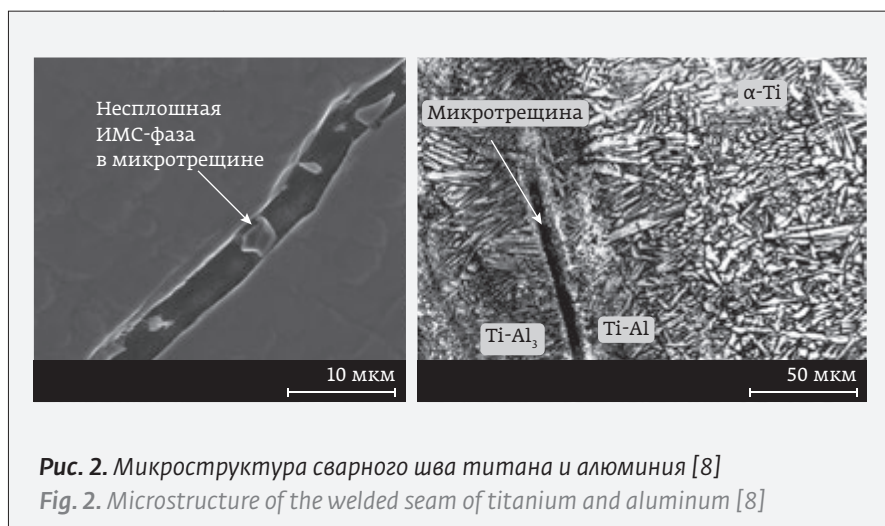 Несплошная
ИМС-фаза
в микротрещине
10 мкм
Микротрещина
α-Ti
Ti-Al₃
Ti-Al
50 мкм
Рис. 2. Микроструктура сварного шва титана и алюминия [8]
Fig. 2. Microstructure of the welded seam of titanium and aluminum [8]